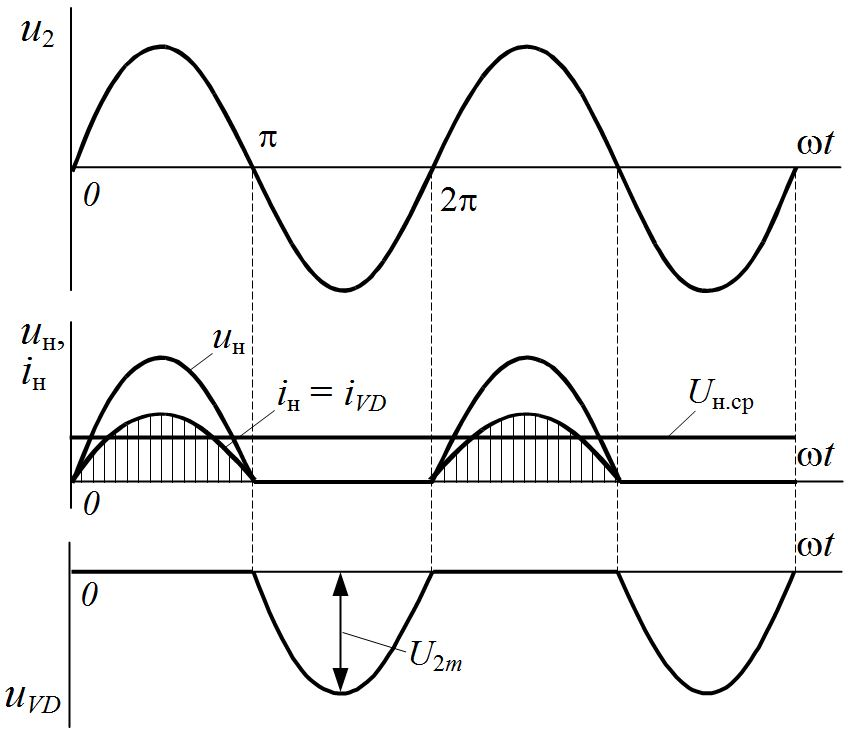 u2
π
ωt
0
2π
uн,
iн
uн
iн = iVD
Uн.ср
ωt
0
ωt
0
U2m
uVD